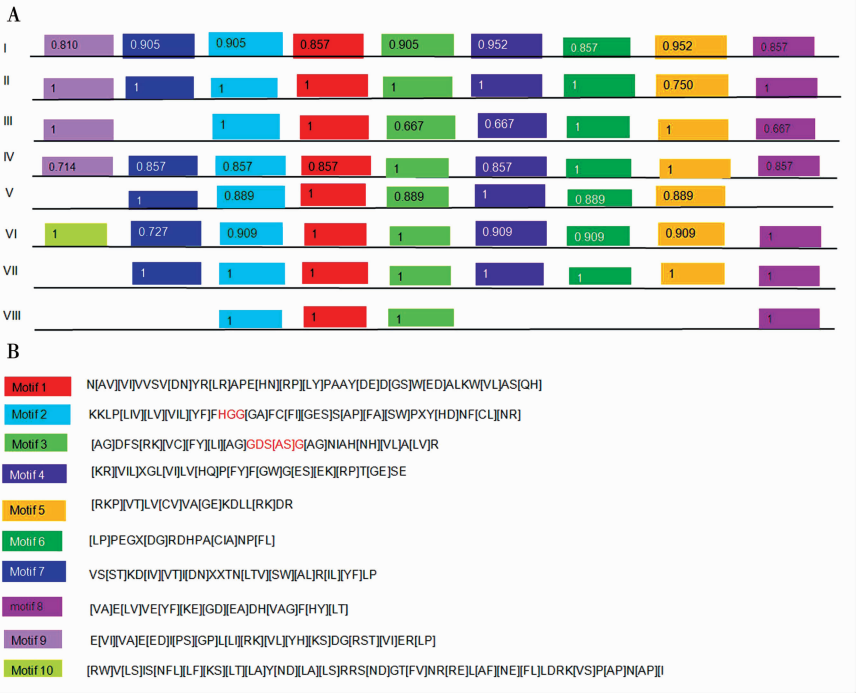 A
I 0.810 0.905 0.905 0.857 0.905 0.952 0.857 0.952 0.857
II 1 1 1 1 1 1 1 0.750 1
III 1 1 1 0.667 0.667 1 1 0.667
IV 0.714 0.857 0.857 0.857 1 0.857 1 1 0.857
V 1 0.889 1 0.889 1 0.889 0.889
VI 1 0.727 0.909 1 1 0.909 0.909 0.909 1
VII 1 1 1 1 1 1 1 1
VIII 1 1 1 1
B
Motif 1 N[AV][VI]VVSV[DN]YR[LR]APE[HN][RP][LY]PAAY[DE]D[GS]W[ED]ALKW[VL]AS[QH]
Motif 2 KKLP[LIV][LV][VIL][YF]FHGG[GA]FC[FI][GES]S[AP][FA][SW]PXY[HD]NF[CL][NR]
Motif 3 [AG]DFS[RK][VC][FY][LI][AG]GDS[AS]G[AG]NIAH[NH][VL]A[LV]R
Motif 4 [KR][VIL]XGL[VI]LV[HQ]P[FY]F[GW]G[ES][EK][RP]T[GE]SE
Motif 5 [RKP][VT]LV[CV]VA[GE]KDLL[RK]DR
Motif 6 [LP]PEGX[DG]RDHPA[CIA]NP[FL]
Motif 7 VS[ST]KD[IV][VT]I[DN]XXTN[LTV][SW][AL]R[IL][YF]LP
motif 8 [VA]E[LV]VE[YF][KE][GD][EA]DH[VAG]F[HY][LT]
Motif 9 E[VI][VA]E[ED]I[PS][GP]L[LI][RK][VL][YH][KS]DG[RST][VI]ER[LP]
Motif 10 [RW]V[LS]IS[NFL][LF][KS][LT][LA]Y[ND][LA][LS]RRS[ND]GT[FV]NR[RE]L[AF][NE][FL]LDRK[VS]P[AP]N[AP][I